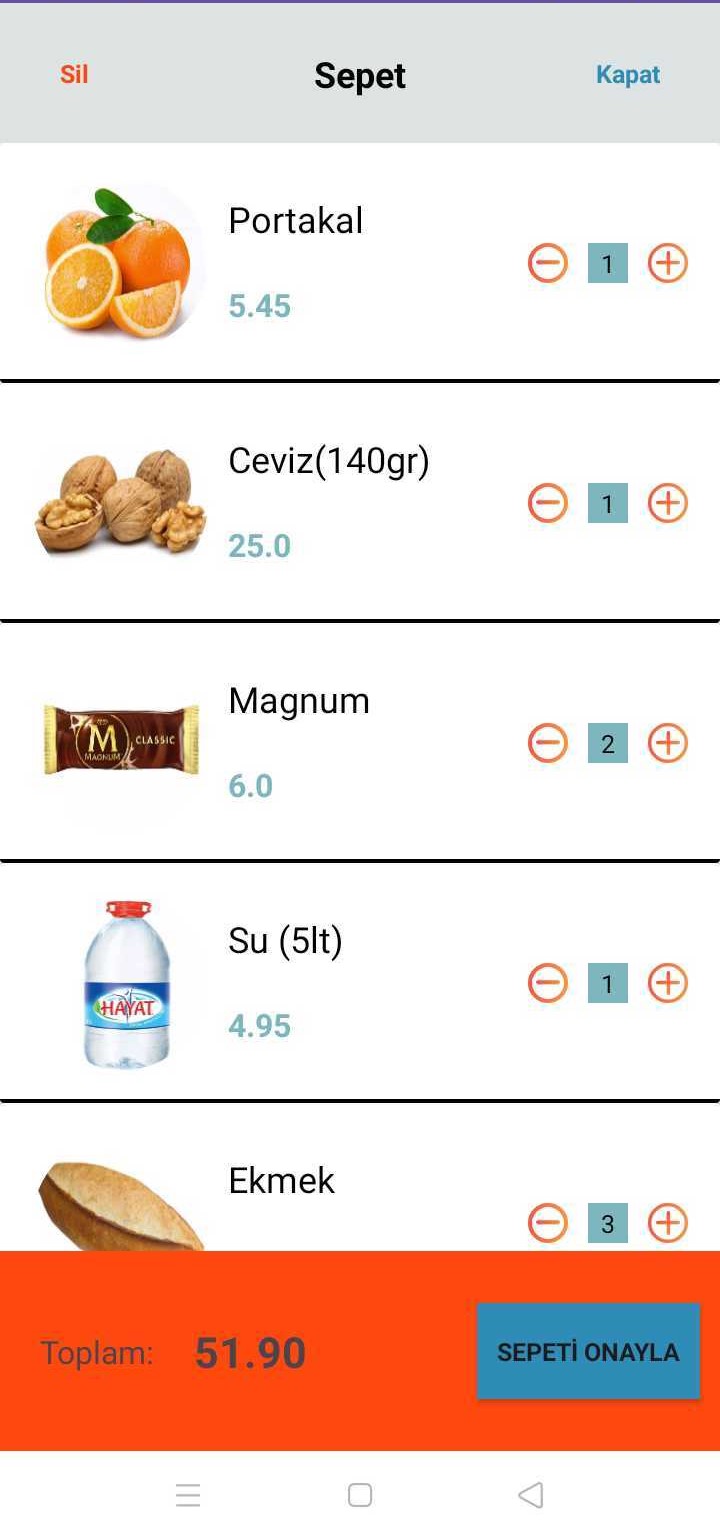 Sil
Sepet
Kapat
Portakal
1
5.45
Ceviz(140gr)
1
25.0
Magnum
2
M
MAGNUM
CLASSIC
6.0
Su (5lt)
1
HAYAT
4.95
Ekmek
3
Toplam: 51.90
SEPETİ ONAYLA